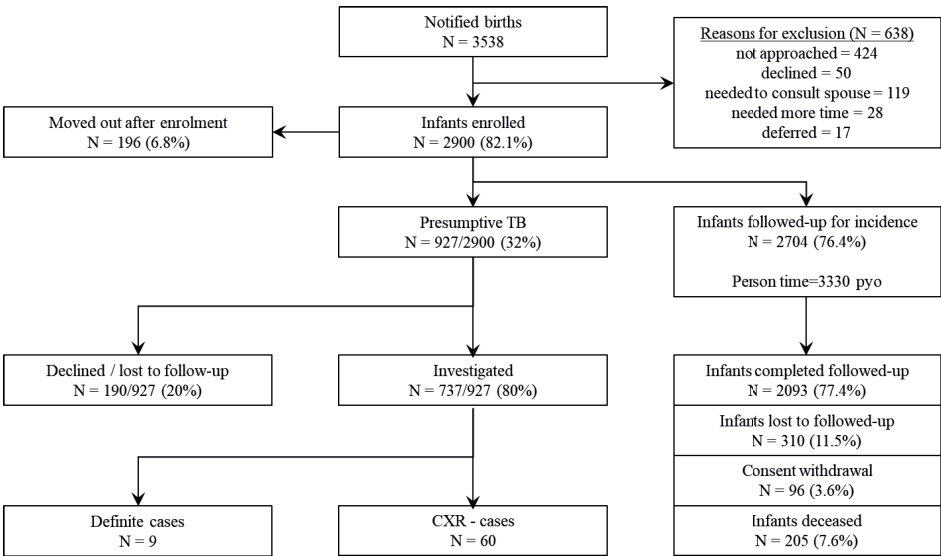 Notified births
N = 3538
Reasons for exclusion (N = 638)
not approached = 424
declined = 50
needed to consult spouse = 119
needed more time = 28
deferred = 17
Moved out after enrolment
N = 196 (6.8%)
Infants enrolled
N = 2900 (82.1%)
Presumptive TB
N = 927/2900 (32%)
Infants followed-up for incidence
N = 2704 (76.4%)
Person time=3330 pyo
Declined / lost to follow-up
N = 190/927 (20%)
Investigated
N = 737/927 (80%)
Infants completed followed-up
N = 2093 (77.4%)
Infants lost to followed-up
N = 310 (11.5%)
Consent withdrawal
N = 96 (3.6%)
Infants deceased
N = 205 (7.6%)
Definite cases
N = 9
CXR - cases
N = 60